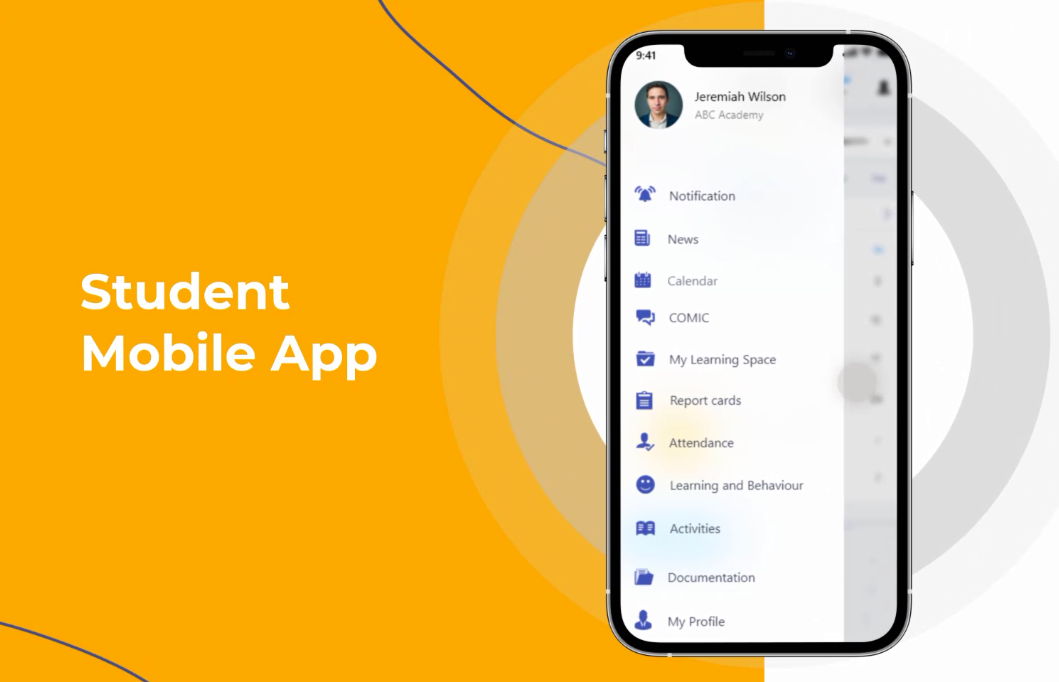 Student
Mobile App
9:41
Jeremiah Wilson
ABC Academy
Notification
News
Calendar
COMIC
My Learning Space
Report cards
Attendance
Learning and Behaviour
Activities
Documentation
My Profile